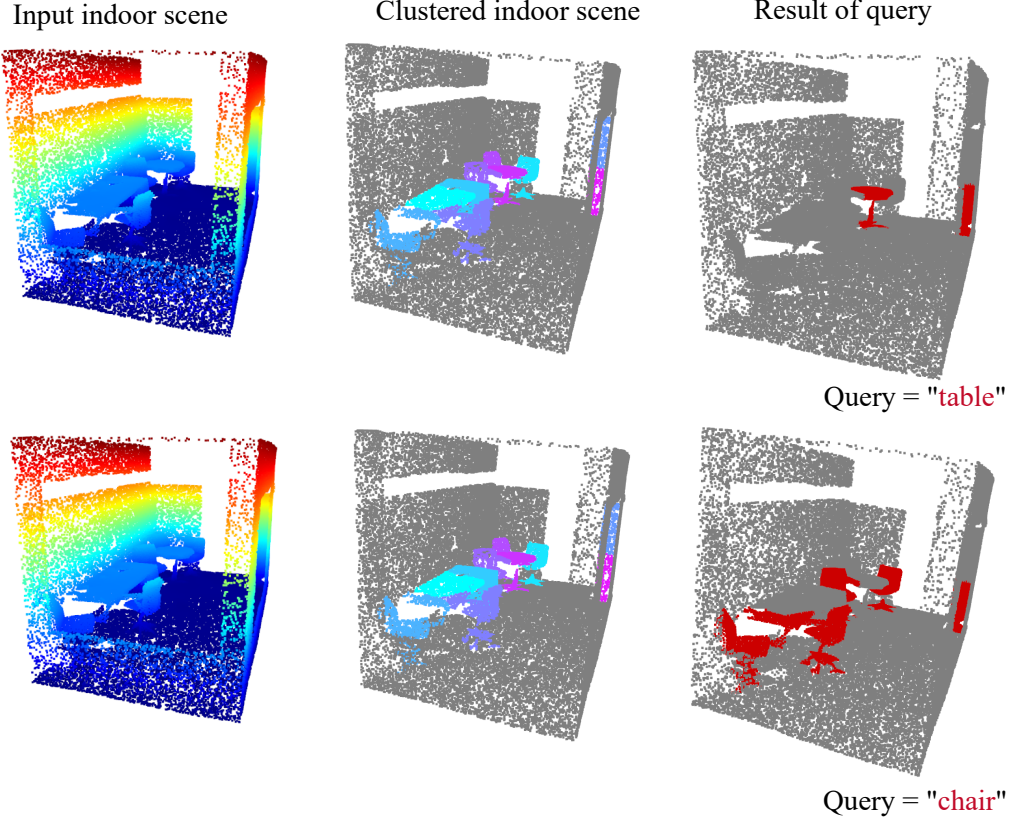 Input indoor scene
Clustered indoor scene
Result of query
Query = "table"
Query = "chair"